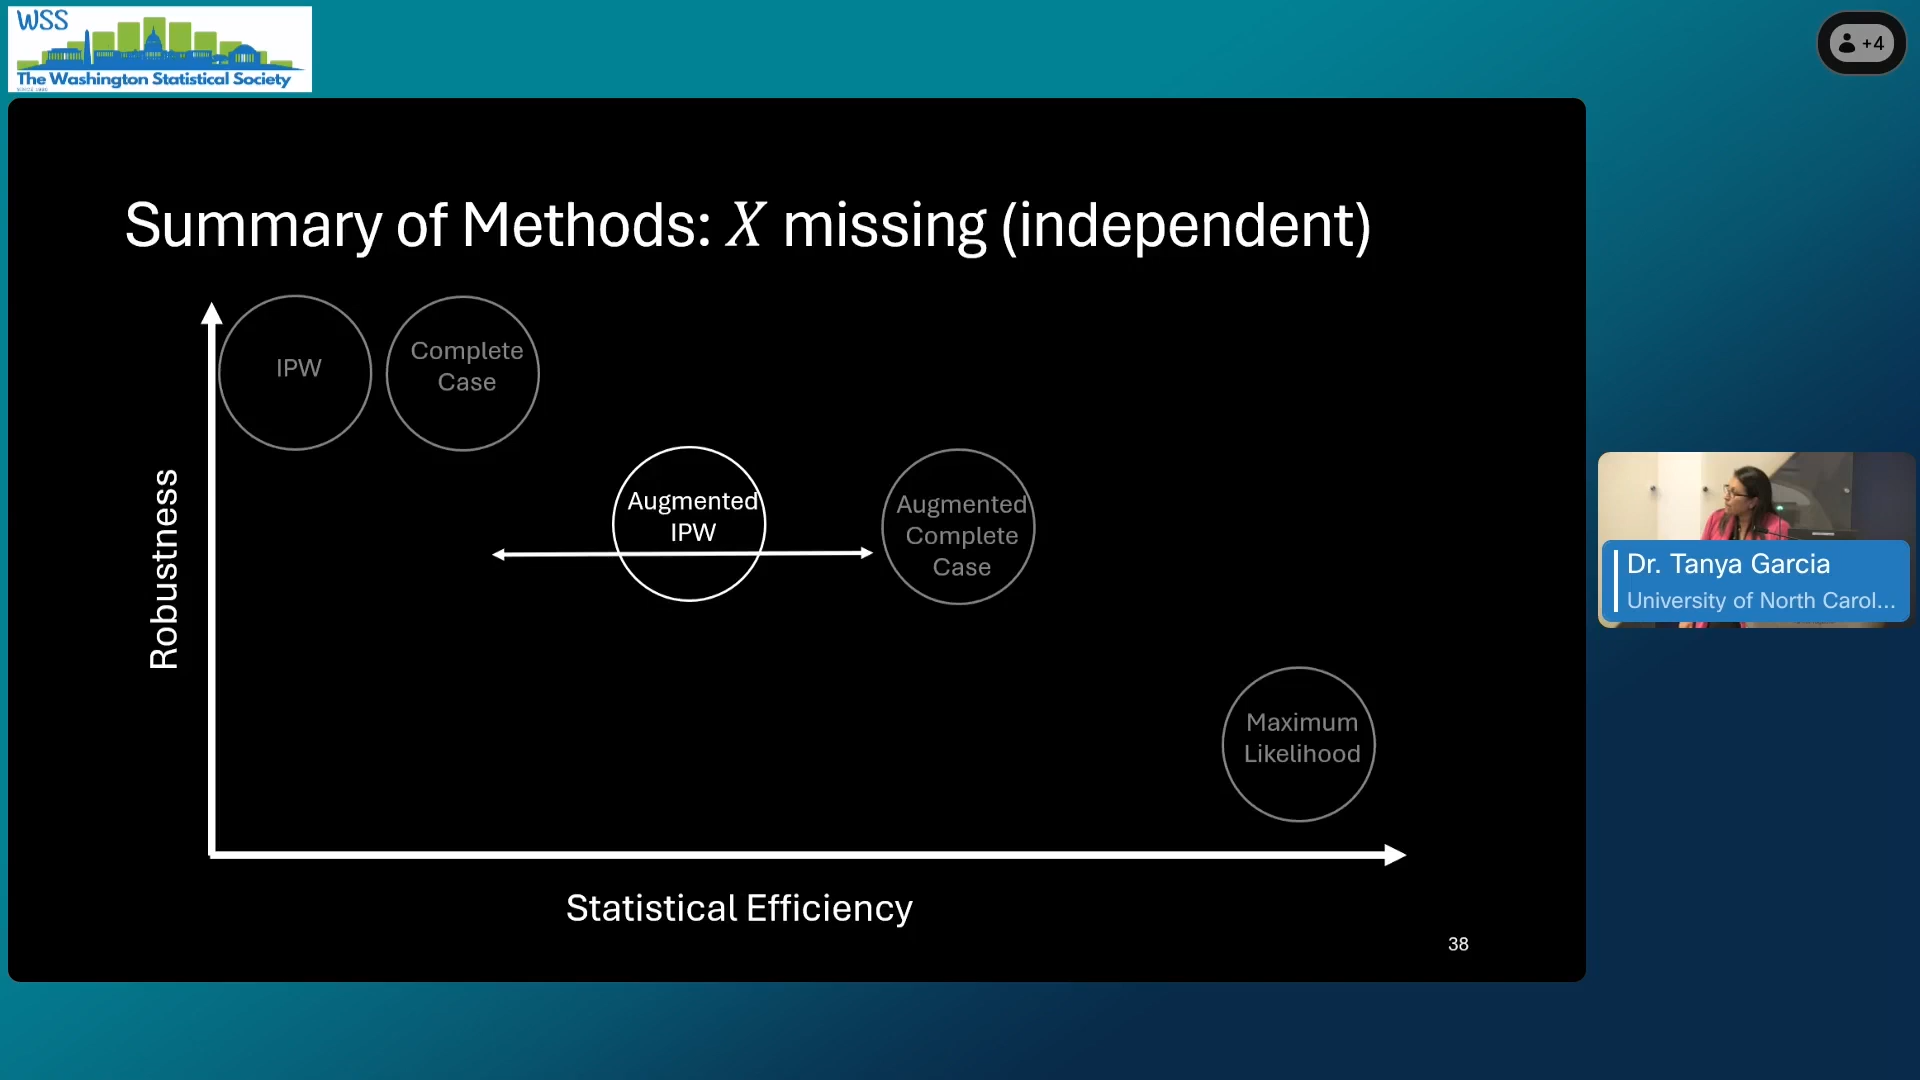 WSS
The Washington Statistical Society
+4
Summary of Methods: X missing (independent)
IPW
Complete
Case
Augmented
IPW
Augmented
Complete
Case
Maximum
Likelihood
Robustness
Statistical Efficiency
38
Dr. Tanya Garcia
University of North Carol...